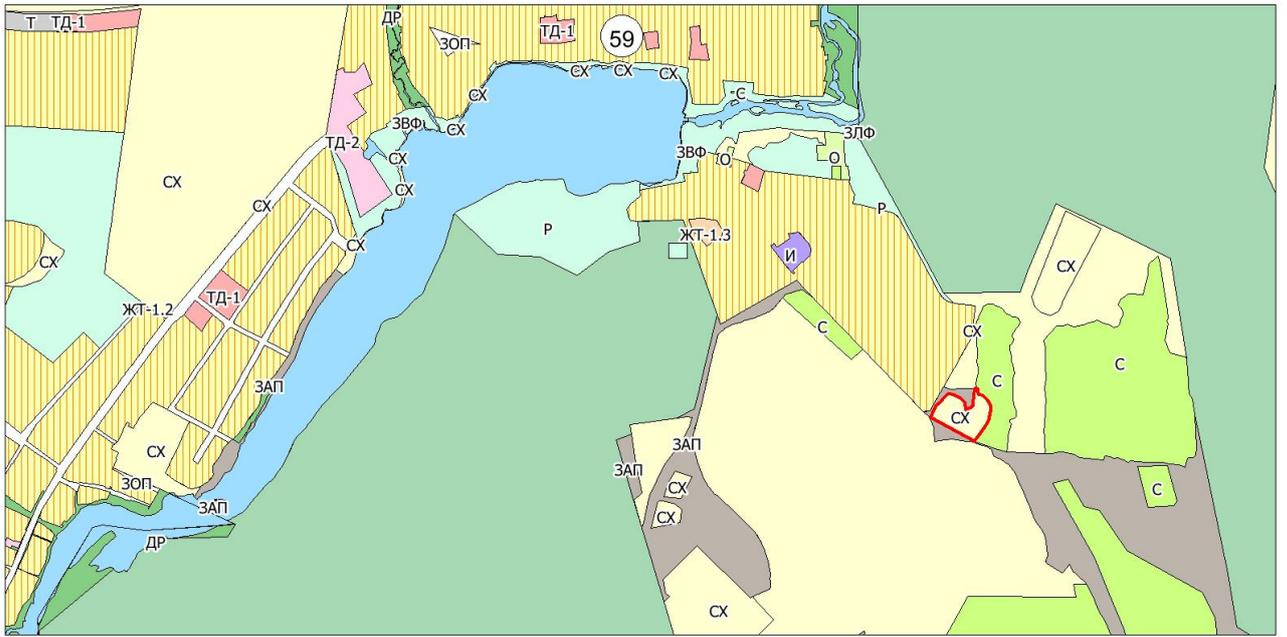 Т ТД-1
ДР
ЗОП
ТД-1
59
СХ
СХ
СХ
СХ
С
ЗВФ
СХ
ЗЛФ
ТД-2
СХ
ЗВФ
О
О
СХ
СХ
СХ
Р
Р
ЖТ-1.3
СХ
И
СХ
СХ
ТД-1
ЖТ-1.2
С
СХ
С
ЗАП
С
СХ
СХ
ЗАП
ЗАП
ЗОП
СХ
С
ЗАП
СХ
ДР
СХ